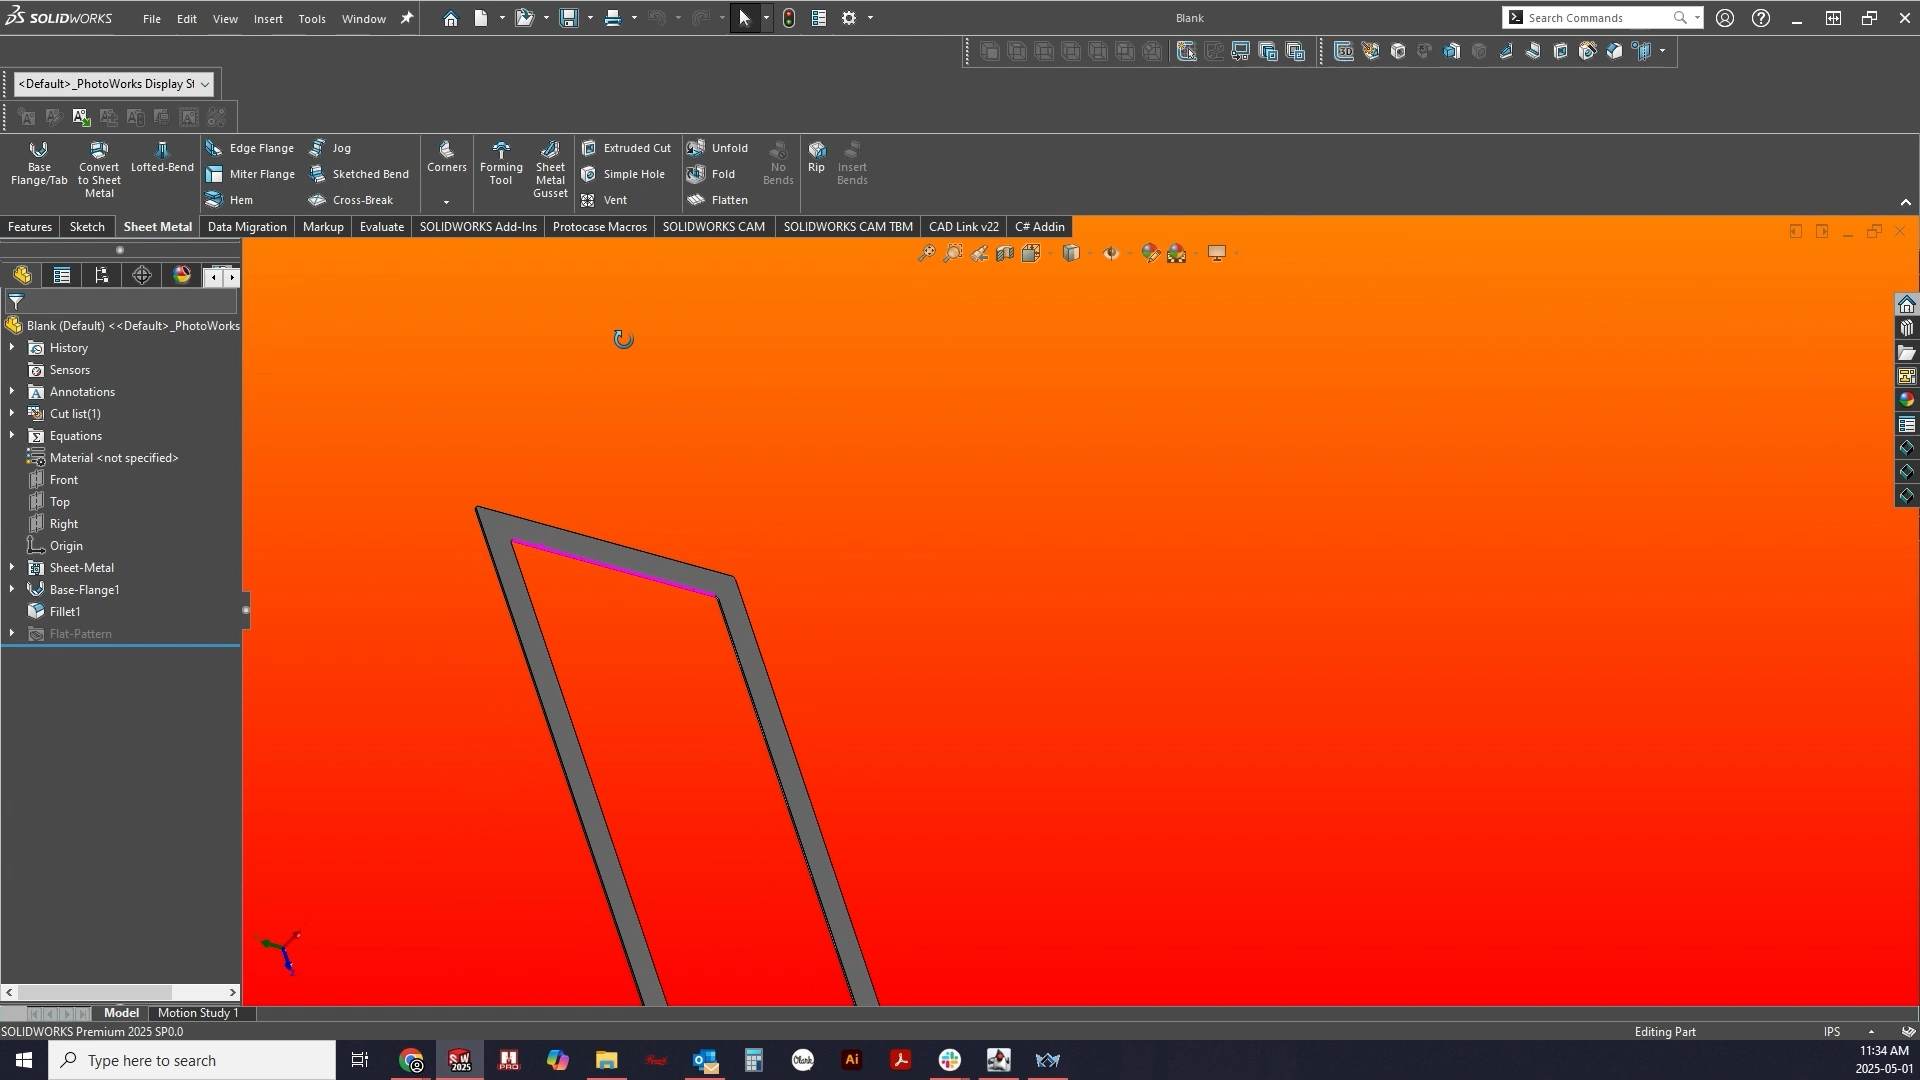 SOLIDWORKS File Edit View Insert Tools Window Blank Search Commands
<Default>_PhotoWorks Display St
Base Flange/Tab
Convert to Sheet Metal
Lofted-Bend
Edge Flange
Miter Flange
Hem
Jog
Sketched Bend
Cross-Break
Corners
Forming Tool
Sheet Metal Gusset
Extruded Cut
Simple Hole
Vent
Unfold
Fold
Flatten
No Bends
Rip
Insert Bends
Features Sketch Sheet Metal Data Migration Markup Evaluate SOLIDWORKS Add-Ins Protocase Macros SOLIDWORKS CAM SOLIDWORKS CAM TBM CAD Link v22 C# Addin
Blank (Default) <<Default>_PhotoWorks
History
Sensors
Annotations
Cut list(1)
Equations
Material <not specified>
Front
Top
Right
Origin
Sheet-Metal
Base-Flange1
Fillet1
Flat-Pattern
Model Motion Study 1
SOLIDWORKS Premium 2025 SP0.0 Editing Part IPS
Type here to search
SW
2025
PRO
Clark
Ai
11:34 AM
2025-05-01